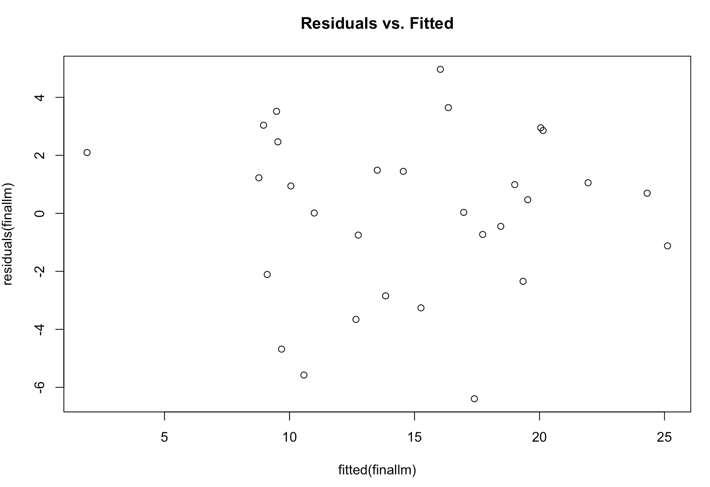 Residuals vs. Fitted
residuals(finallm)
4
2
0
-2
-4
-6
5 10 15 20 25
fitted(finallm)